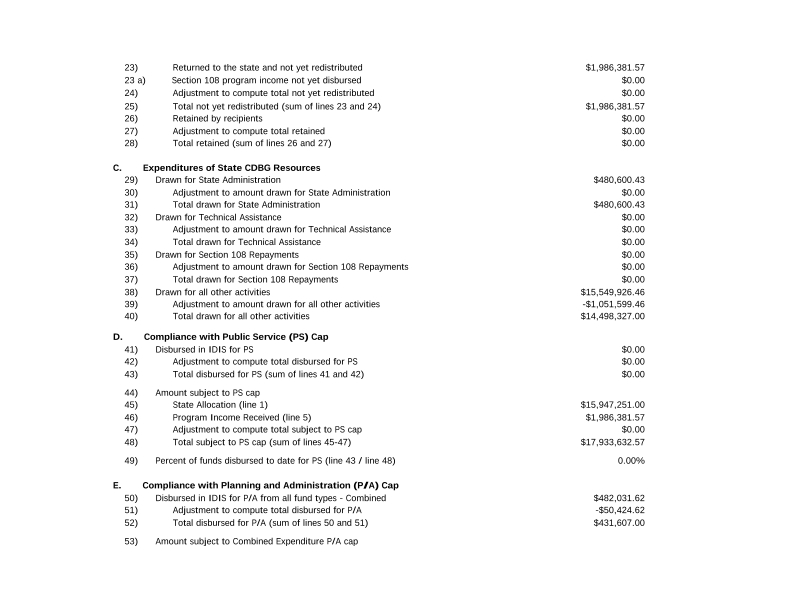 23) Returned to the state and not yet redistributed $1,986,381.57
23 a) Section 108 program income not yet disbursed $0.00
24) Adjustment to compute total not yet redistributed $0.00
25) Total not yet redistributed (sum of lines 23 and 24) $1,986,381.57
26) Retained by recipients $0.00
27) Adjustment to compute total retained $0.00
28) Total retained (sum of lines 26 and 27) $0.00
C. Expenditures of State CDBG Resources
29) Drawn for State Administration $480,600.43
30) Adjustment to amount drawn for State Administration $0.00
31) Total drawn for State Administration $480,600.43
32) Drawn for Technical Assistance $0.00
33) Adjustment to amount drawn for Technical Assistance $0.00
34) Total drawn for Technical Assistance $0.00
35) Drawn for Section 108 Repayments $0.00
36) Adjustment to amount drawn for Section 108 Repayments $0.00
37) Total drawn for Section 108 Repayments $0.00
38) Drawn for all other activities $15,549,926.46
39) Adjustment to amount drawn for all other activities -$1,051,599.46
40) Total drawn for all other activities $14,498,327.00
D. Compliance with Public Service (PS) Cap
41) Disbursed in IDIS for PS $0.00
42) Adjustment to compute total disbursed for PS $0.00
43) Total disbursed for PS (sum of lines 41 and 42) $0.00
44) Amount subject to PS cap
45) State Allocation (line 1) $15,947,251.00
46) Program Income Received (line 5) $1,986,381.57
47) Adjustment to compute total subject to PS cap $0.00
48) Total subject to PS cap (sum of lines 45-47) $17,933,632.57
49) Percent of funds disbursed to date for PS (line 43 / line 48) 0.00%
E. Compliance with Planning and Administration (P/A) Cap
50) Disbursed in IDIS for P/A from all fund types - Combined $482,031.62
51) Adjustment to compute total disbursed for P/A -$50,424.62
52) Total disbursed for P/A (sum of lines 50 and 51) $431,607.00
53) Amount subject to Combined Expenditure P/A cap